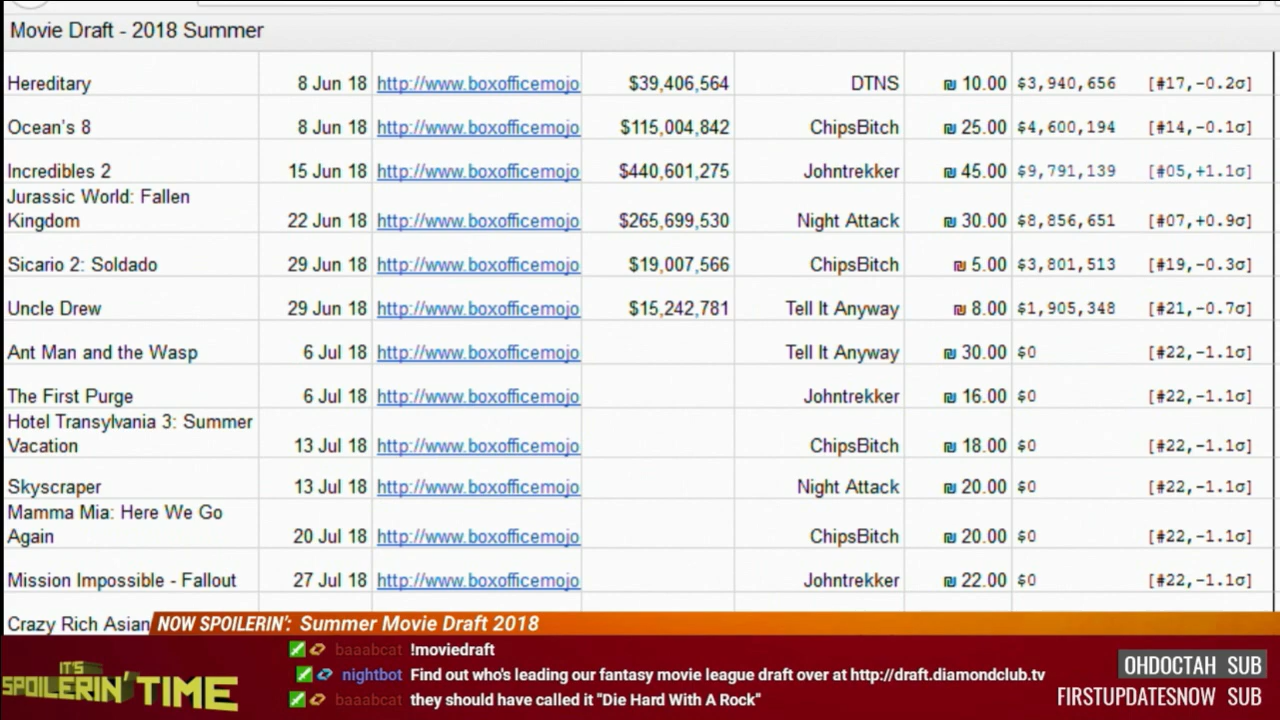 Movie Draft - 2018 Summer
Hereditary 8 Jun 18 http://www.boxofficemojo $39,406,564 DTNS ₪ 10.00 $3,940,656 [#17,-0.2σ]
Ocean's 8 8 Jun 18 http://www.boxofficemojo $115,004,842 ChipsBitch ₪ 25.00 $4,600,194 [#14,-0.1σ]
Incredibles 2 15 Jun 18 http://www.boxofficemojo $440,601,275 Johntrekker ₪ 45.00 $9,791,139 [#05,+1.1σ]
Jurassic World: Fallen
Kingdom 22 Jun 18 http://www.boxofficemojo $265,699,530 Night Attack ₪ 30.00 $8,856,651 [#07,+0.9σ]
Sicario 2: Soldado 29 Jun 18 http://www.boxofficemojo $19,007,566 ChipsBitch ₪ 5.00 $3,801,513 [#19,-0.3σ]
Uncle Drew 29 Jun 18 http://www.boxofficemojo $15,242,781 Tell It Anyway ₪ 8.00 $1,905,348 [#21,-0.7σ]
Ant Man and the Wasp 6 Jul 18 http://www.boxofficemojo Tell It Anyway ₪ 30.00 $0 [#22,-1.1σ]
The First Purge 6 Jul 18 http://www.boxofficemojo Johntrekker ₪ 16.00 $0 [#22,-1.1σ]
Hotel Transylvania 3: Summer
Vacation 13 Jul 18 http://www.boxofficemojo ChipsBitch ₪ 18.00 $0 [#22,-1.1σ]
Skyscraper 13 Jul 18 http://www.boxofficemojo Night Attack ₪ 20.00 $0 [#22,-1.1σ]
Mamma Mia: Here We Go
Again 20 Jul 18 http://www.boxofficemojo ChipsBitch ₪ 20.00 $0 [#22,-1.1σ]
Mission Impossible - Fallout 27 Jul 18 http://www.boxofficemojo Johntrekker ₪ 22.00 $0 [#22,-1.1σ]
Crazy Rich Asian
NOW SPOILERIN': Summer Movie Draft 2018
baaabcat !moviedraft
nightbot Find out who's leading our fantasy movie league draft over at http://draft.diamondclub.tv
baaabcat they should have called it "Die Hard With A Rock"
IT'S
SPOILERIN' TIME
OHDOCTAH SUB
FIRSTUPDATESNOW SUB